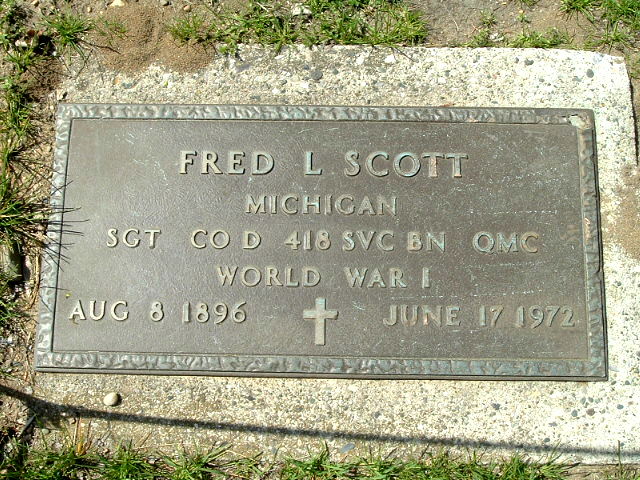 FRED L SCOTT
MICHIGAN
SGT CO D 418 SVC BN QMC
WORLD WAR I
AUG 8 1896 JUNE 17 1972